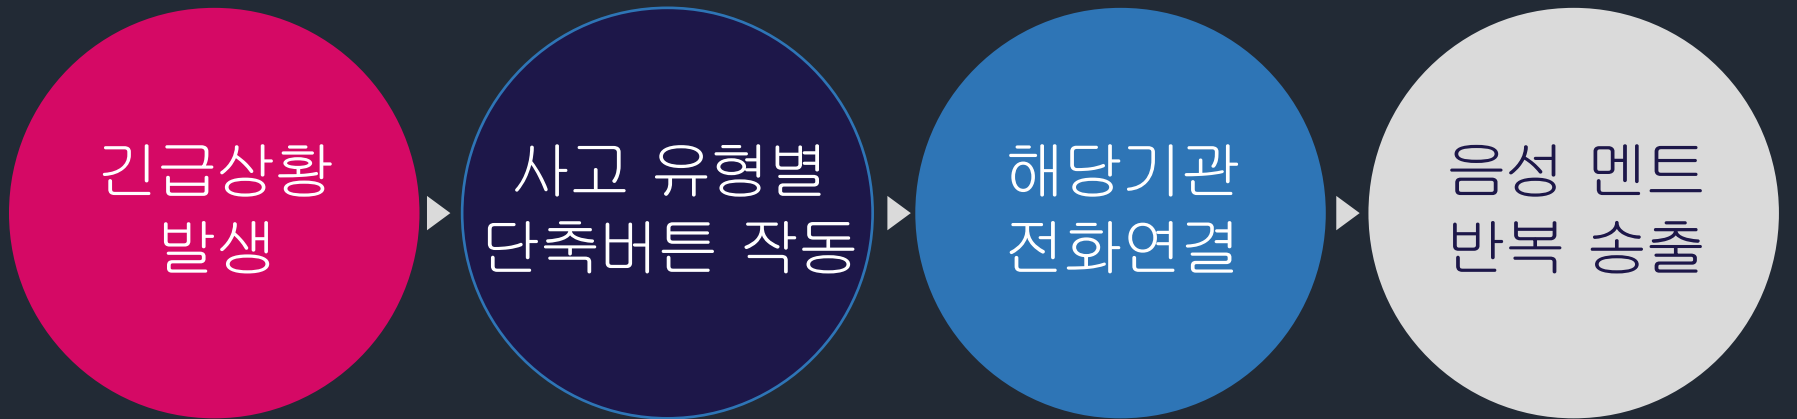 긴급상황
발생
사고 유형별
단축버튼 작동
해당기관
전화연결
음성 멘트
반복 송출